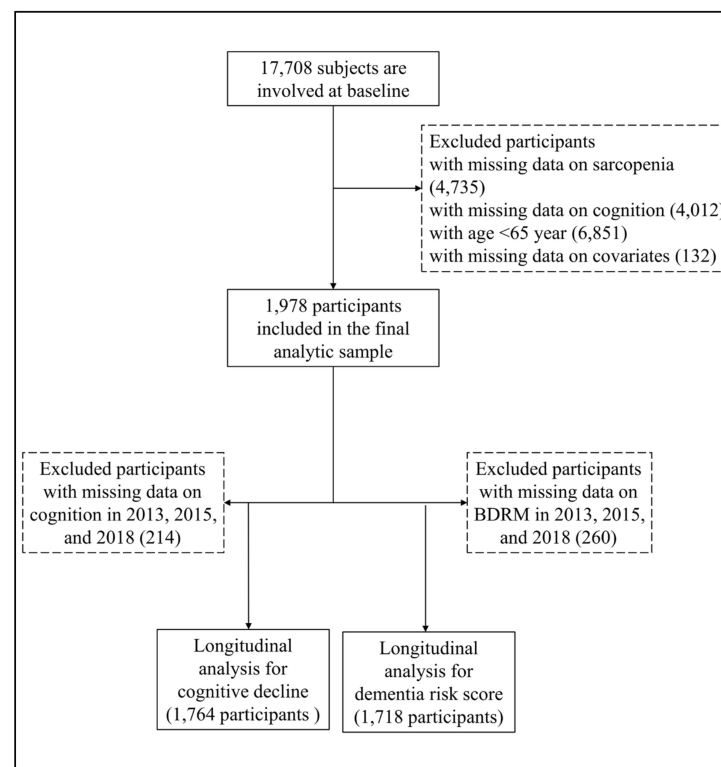 17,708 subjects are
involved at baseline
Excluded participants
with missing data on sarcopenia
(4,735)
with missing data on cognition (4,012)
with age <65 year (6,851)
with missing data on covariates (132)
1,978 participants
included in the final
analytic sample
Excluded participants
with missing data on
cognition in 2013, 2015,
and 2018 (214)
Excluded participants
with missing data on
BDRM in 2013, 2015,
and 2018 (260)
Longitudinal
analysis for
cognitive decline
(1,764 participants )
Longitudinal
analysis for
dementia risk score
(1,718 participants)